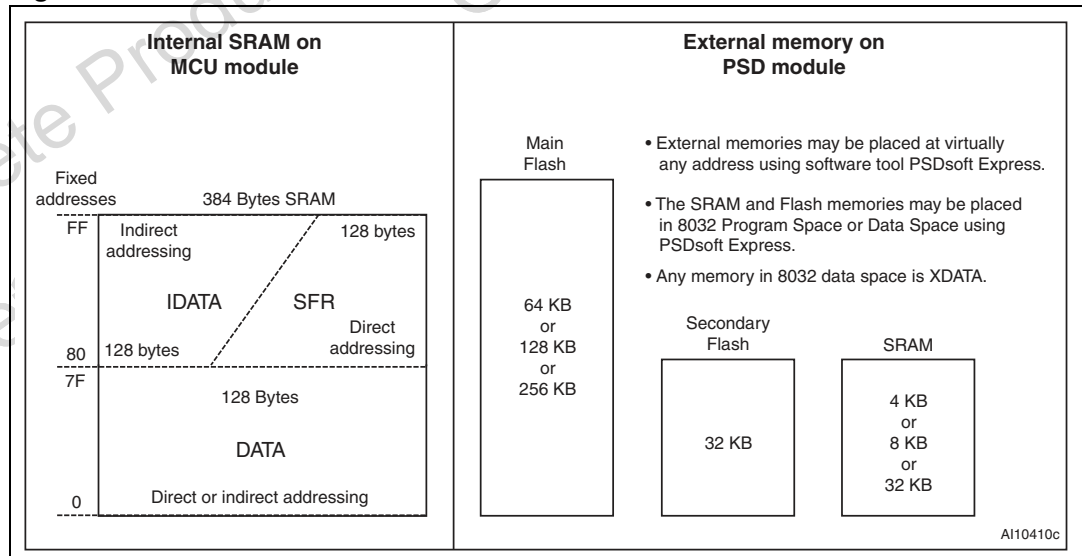 Internal SRAM on
MCU module
Fixed
addresses
384 Bytes SRAM
FF
Indirect
addressing
128 bytes
IDATA
SFR
Direct
addressing
80
128 bytes
7F
128 Bytes
DATA
0
Direct or indirect addressing
External memory on
PSD module
Main
Flash
• External memories may be placed at virtually
any address using software tool PSDsoft Express.
• The SRAM and Flash memories may be placed
in 8032 Program Space or Data Space using
PSDsoft Express.
• Any memory in 8032 data space is XDATA.
64 KB
or
128 KB
or
256 KB
Secondary
Flash
32 KB
SRAM
4 KB
or
8 KB
or
32 KB
AI10410c